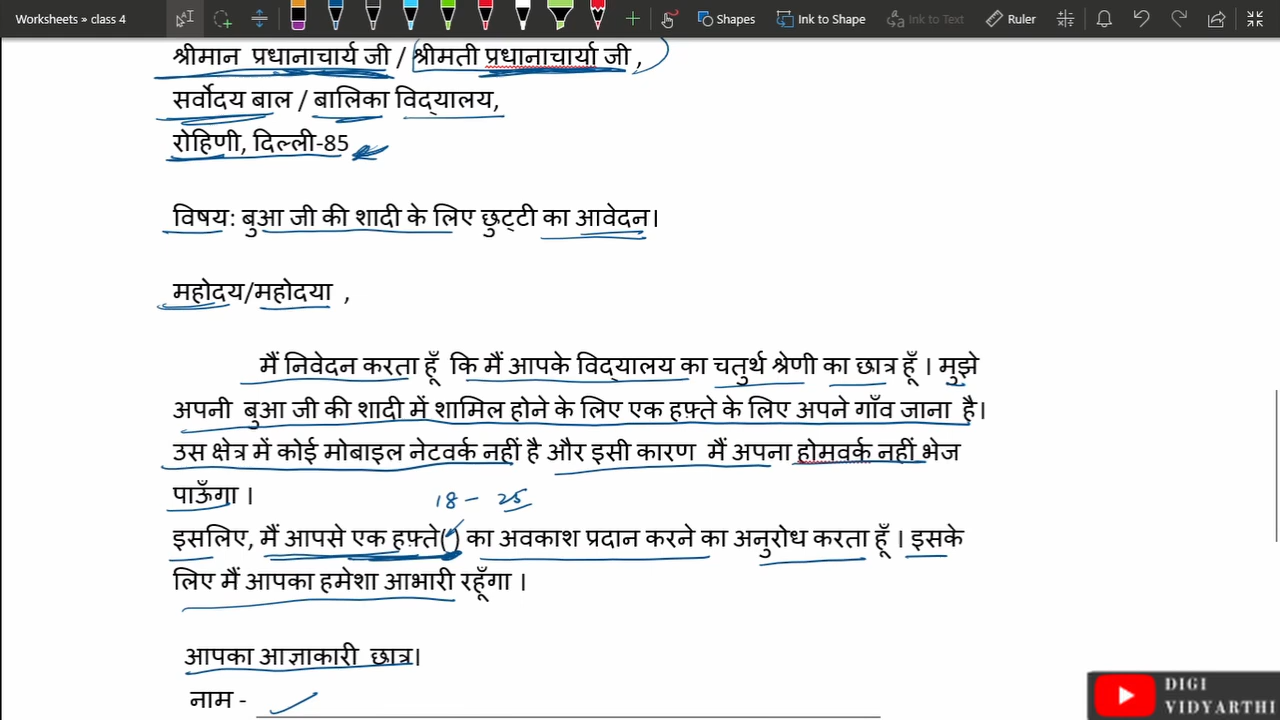 Worksheets » class 4
Shapes
Ink to Shape
Ink to Text
Ruler
श्रीमान प्रधानाचार्य जी / श्रीमती प्रधानाचार्या जी ,
सर्वोदय बाल / बालिका विद्यालय,
रोहिणी, दिल्ली-85
विषय: बुआ जी की शादी के लिए छुट्टी का आवेदन।
महोदय/महोदया ,
मैं निवेदन करता हूँ कि मैं आपके विद्यालय का चतुर्थ श्रेणी का छात्र हूँ । मुझे
अपनी बुआ जी की शादी में शामिल होने के लिए एक हफ़्ते के लिए अपने गाँव जाना है।
उस क्षेत्र में कोई मोबाइल नेटवर्क नहीं है और इसी कारण मैं अपना होमवर्क नहीं भेज
पाऊँगा ।
18 - 25
इसलिए, मैं आपसे एक हफ़्ते() का अवकाश प्रदान करने का अनुरोध करता हूँ । इसके
लिए मैं आपका हमेशा आभारी रहूँगा ।
आपका आज्ञाकारी छात्र।
नाम -
DIGI
VIDYARTHI